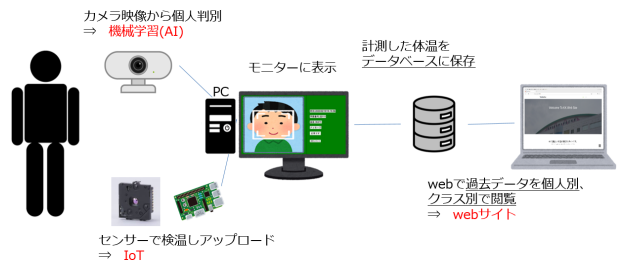 カメラ映像から個人判別
⇒ 機械学習(AI)
モニターに表示
PC
計測した体温を
データベースに保存
センサーで検温しアップロード
⇒ IoT
webで過去データを個人別、
クラス別で閲覧
⇒ webサイト